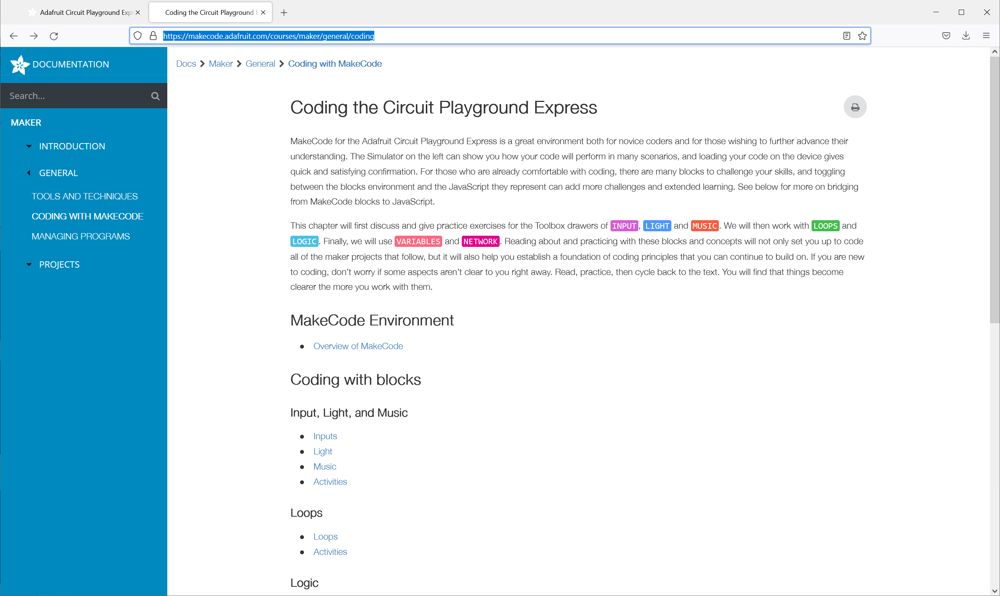 Adafruit Circuit Playground Expr
Coding the Circuit Playground E
https://makecode.adafruit.com/courses/maker/general/coding
DOCUMENTATION
Search...
MAKER
INTRODUCTION
GENERAL
TOOLS AND TECHNIQUES
CODING WITH MAKECODE
MANAGING PROGRAMS
PROJECTS
Docs > Maker > General > Coding with MakeCode
Coding the Circuit Playground Express
MakeCode for the Adafruit Circuit Playground Express is a great environment both for novice coders and for those wishing to further advance their
understanding. The Simulator on the left can show you how your code will perform in many scenarios, and loading your code on the device gives
quick and satisfying confirmation. For those who are already comfortable with coding, there are many blocks to challenge your skills, and toggling
between the blocks environment and the JavaScript they represent can add more challenges and extended learning. See below for more on bridging
from MakeCode blocks to JavaScript.
This chapter will first discuss and give practice exercises for the Toolbox drawers of INPUT, LIGHT and MUSIC. We will then work with LOOPS and
LOGIC. Finally, we will use VARIABLES and NETWORK. Reading about and practicing with these blocks and concepts will not only set you up to code
all of the maker projects that follow, but it will also help you establish a foundation of coding principles that you can continue to build on. If you are new
to coding, don’t worry if some aspects aren’t clear to you right away. Read, practice, then cycle back to the text. You will find that things become
clearer the more you work with them.
MakeCode Environment
● Overview of MakeCode
Coding with blocks
Input, Light, and Music
● Inputs
● Light
● Music
● Activities
Loops
● Loops
● Activities
Logic